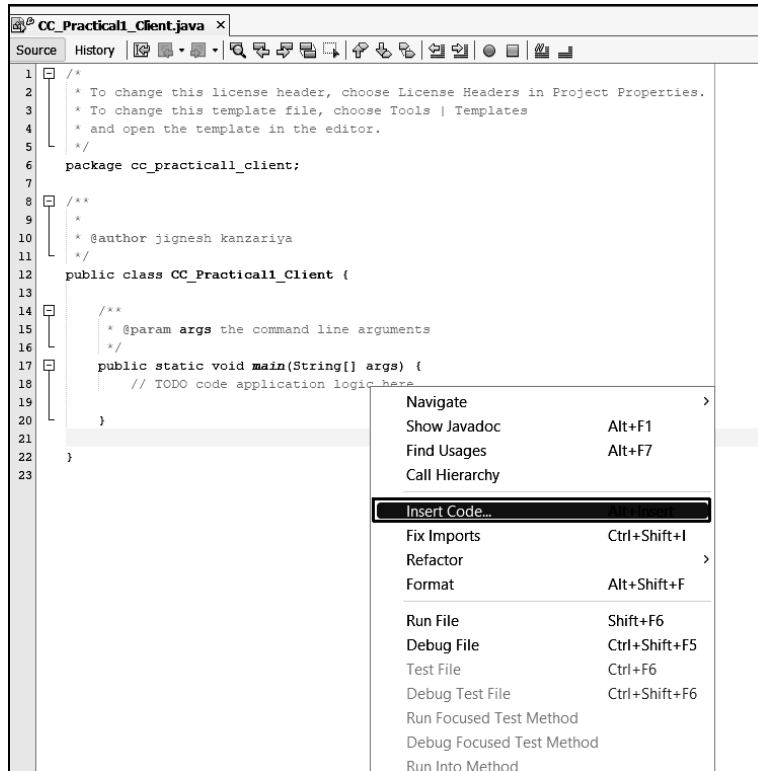 CC_Practical1_Client.java ×
Source History
1 /*
2 * To change this license header, choose License Headers in Project Properties.
3 * To change this template file, choose Tools | Templates
4 * and open the template in the editor.
5 */
6 package cc_practical1_client;
7
8 /**
9 *
10 * @author jignesh kanzariya
11 */
12 public class CC_Practical1_Client {
13
14 /**
15 * @param args the command line arguments
16 */
17 public static void main(String[] args) {
18 // TODO code application logic here
19
20 }
21
22 }
23
Navigate >
Show Javadoc Alt+F1
Find Usages Alt+F7
Call Hierarchy
Insert Code... Alt+Insert
Fix Imports Ctrl+Shift+I
Refactor >
Format Alt+Shift+F
Run File Shift+F6
Debug File Ctrl+Shift+F5
Test File Ctrl+F6
Debug Test File Ctrl+Shift+F6
Run Focused Test Method
Debug Focused Test Method
Run Into Method